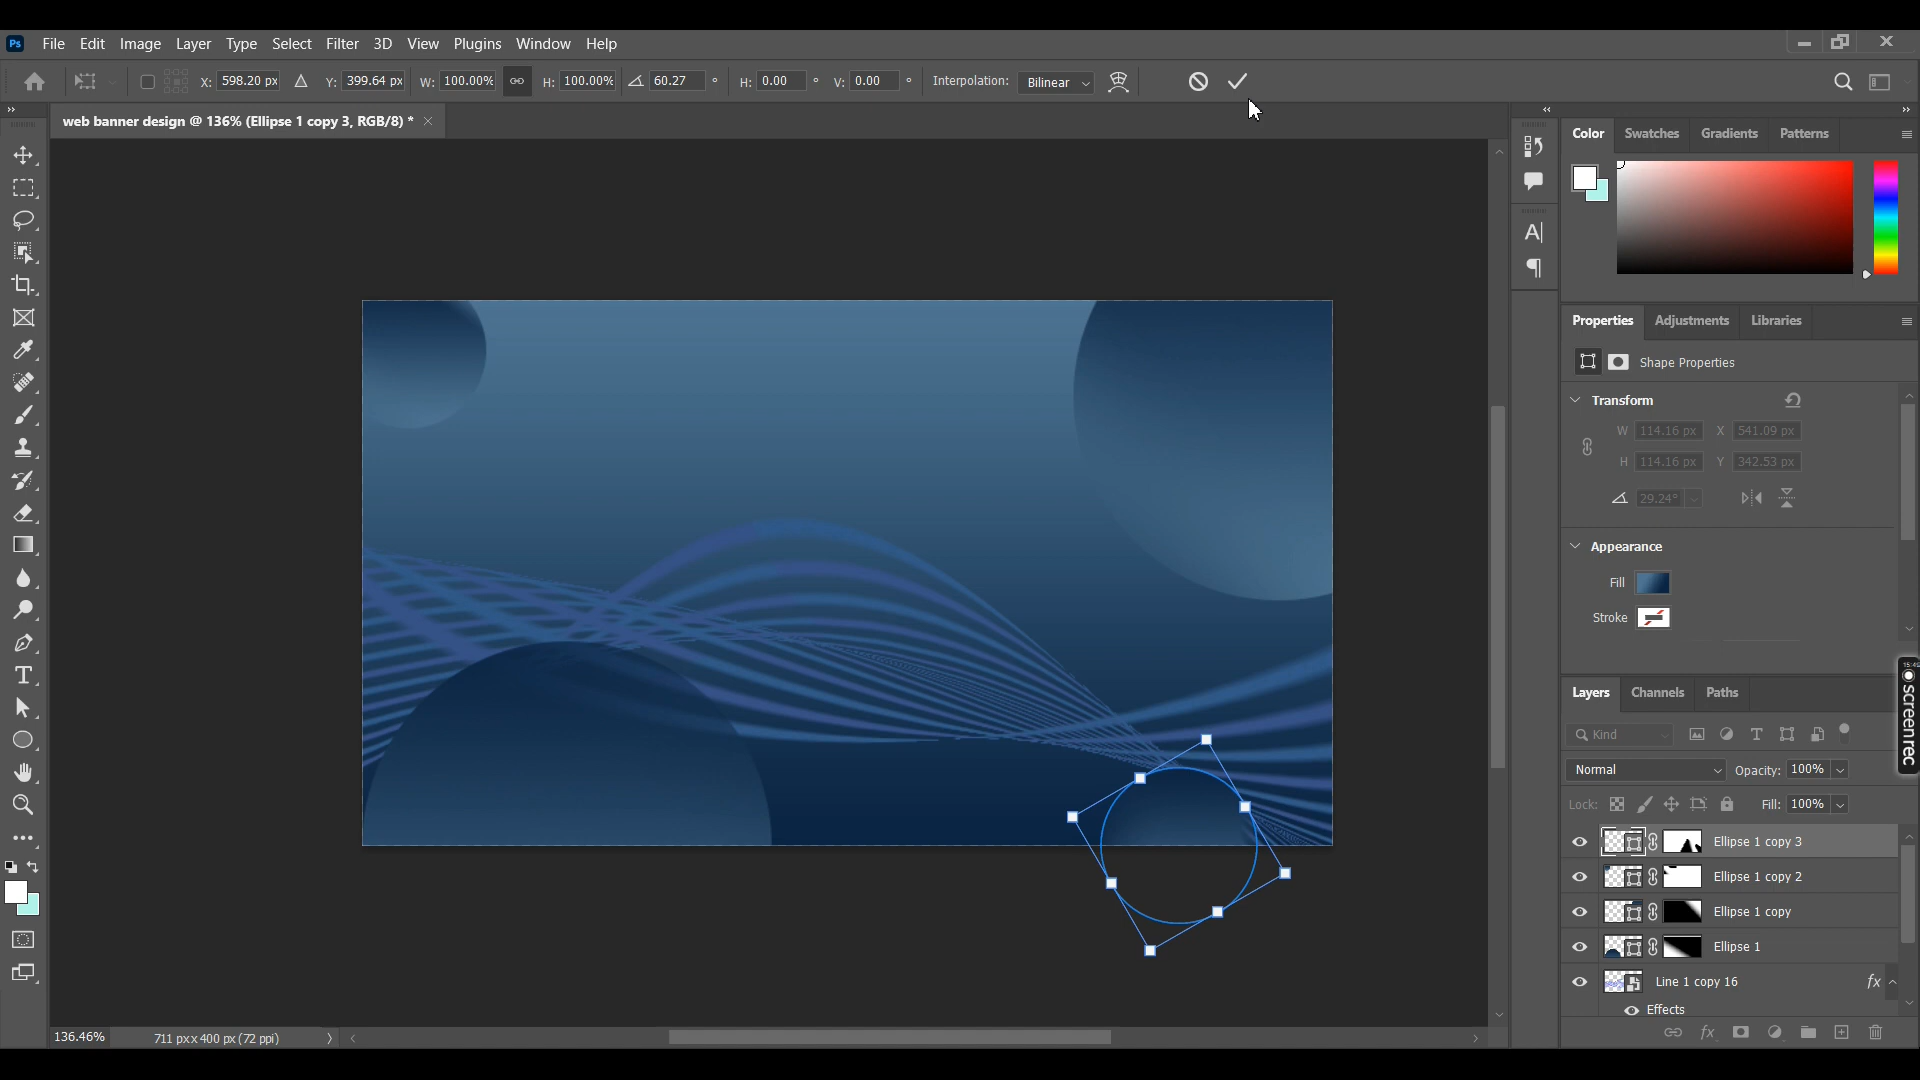 Ps File Edit Image Layer Type Select Filter 3D View Plugins Window Help
X: 598.20 px Y: 399.64 px W: 100.00% H: 100.00% 60.27 ° H: 0.00 ° V: 0.00 ° Interpolation: Bilinear
web banner design @ 136% (Ellipse 1 copy 3, RGB/8) * ×
Color Swatches Gradients Patterns
Properties Adjustments Libraries
Shape Properties
Transform
W 114.16 px X 541.09 px
H 114.16 px Y 342.53 px
29.24°
Appearance
Fill
Stroke
Layers Channels Paths
Kind
Normal Opacity: 100%
Lock: Fill: 100%
Ellipse 1 copy 3
Ellipse 1 copy 2
Ellipse 1 copy
Ellipse 1
Line 1 copy 16 fx
Effects
fx
136.46% 711 px x 400 px (72 ppi)
screenrec